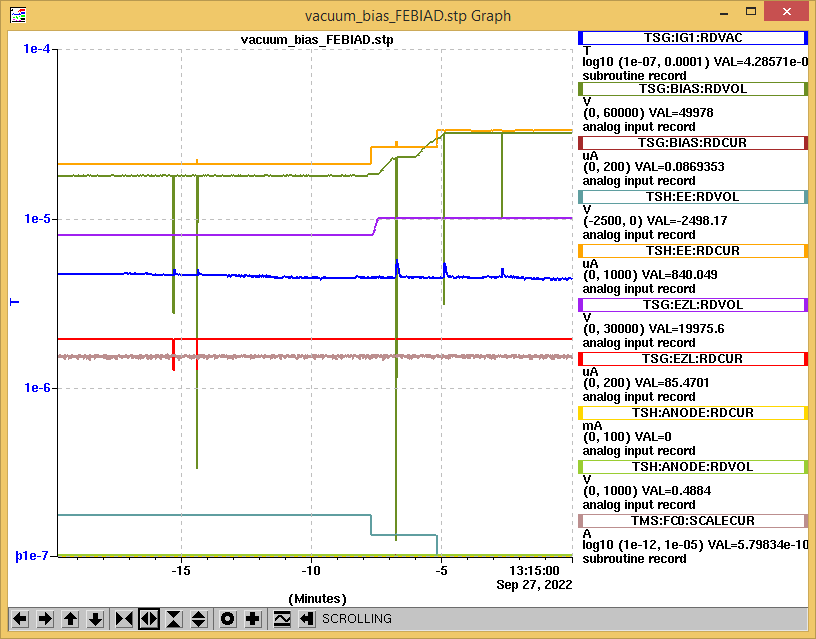 vacuum_bias_FEBIAD.stp Graph
vacuum_bias_FEBIAD.stp
1e-4
1e-5
T
1e-6
1e-7
-15
-10
-5
13:15:00
Sep 27, 2022
(Minutes)
TSG:IG1:RDVAC
T
log10 (1e-07, 0.0001) VAL=4.28571e-0
subroutine record
TSG:BIAS:RDVOL
V
(0, 60000) VAL=49978
analog input record
TSG:BIAS:RDCUR
uA
(0, 200) VAL=0.0869353
analog input record
TSH:EE:RDVOL
V
(-2500, 0) VAL=-2498.17
analog input record
TSH:EE:RDCUR
uA
(0, 1000) VAL=840.049
analog input record
TSG:EZL:RDVOL
V
(0, 30000) VAL=19975.6
analog input record
TSG:EZL:RDCUR
uA
(0, 200) VAL=85.4701
analog input record
TSH:ANODE:RDCUR
mA
(0, 100) VAL=0
analog input record
TSH:ANODE:RDVOL
V
(0, 1000) VAL=0.4884
analog input record
TMS:FC0:SCALECUR
A
log10 (1e-12, 1e-05) VAL=5.79834e-10
subroutine record
SCROLLING